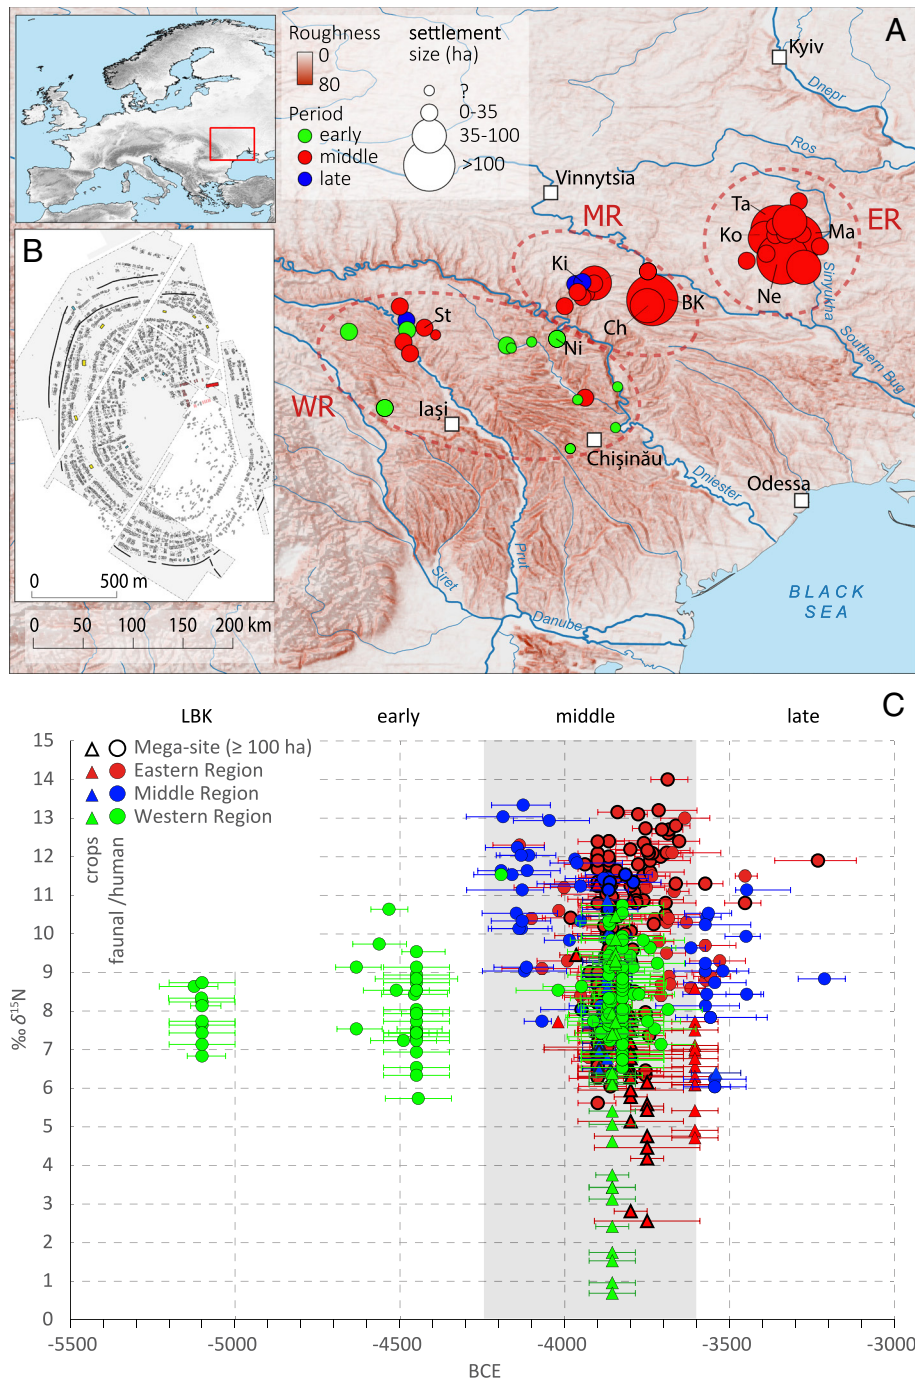 A
Roughness
0
80
settlement
size (ha)
?
0-35
35-100
>100
Period
early
middle
late
Kyiv
Dnepr
Ros
Vinnytsia
MR
ER
Ta
Ko
Ma
Ne
Sinyukha
Ki
BK
Ch
Southern Bug
St
Ni
WR
Iaşi
Chişinău
Dniester
Odessa
Prut
Siret
Danube
BLACK
SEA
B
0 500 m
0 50 100 150 200 km
C
LBK early middle late
Mega-site (≥ 100 ha)
Eastern Region
Middle Region
Western Region
crops
faunal /human
‰ δ15N
15
14
13
12
11
10
9
8
7
6
5
4
3
2
1
0
-5500 -5000 -4500 -4000 -3500 -3000
BCE